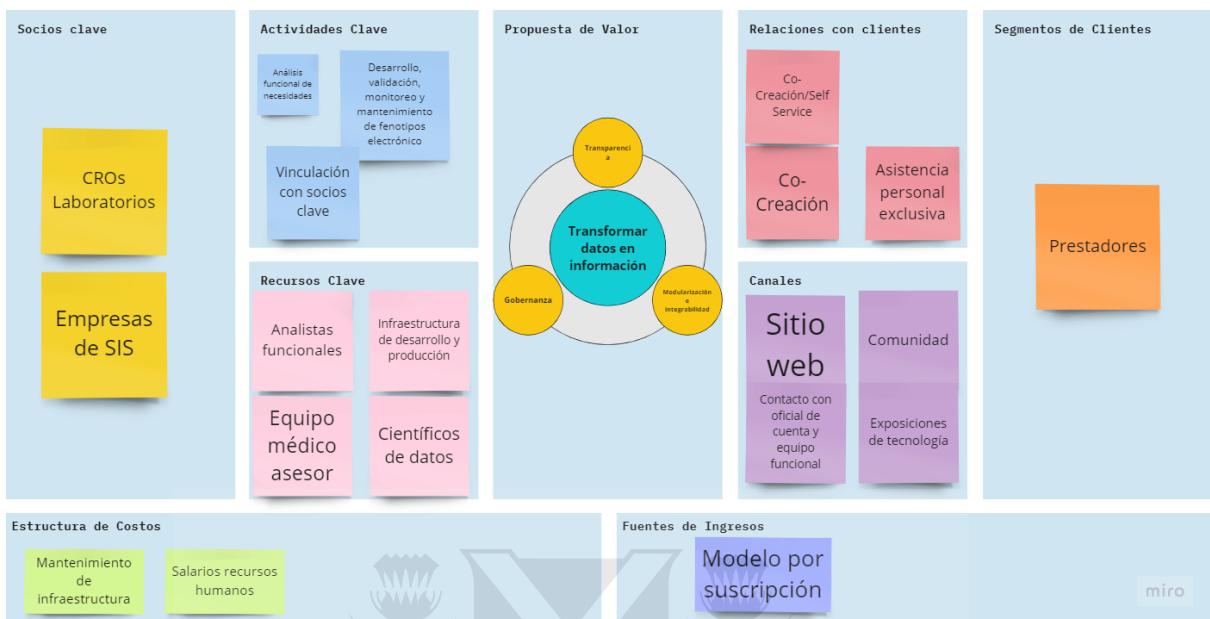 Socios clave
CROs
Laboratorios
Empresas
de SIS
Actividades Clave
Análisis
funcional de
necesidades
Desarrollo,
validación,
monitoreo y
mantenimiento
de fenotipos
electrónico
Vinculación
con socios
clave
Recursos Clave
Analistas
funcionales
Infraestructura
de desarrollo y
producción
Equipo
médico
asesor
Científicos
de datos
Propuesta de Valor
Transparenci
a
Transformar
datos en
información
Gobernanza
Modularización
e
integrabilidad
Relaciones con clientes
Co-
Creación/Self
Service
Co-
Creación
Asistencia
personal
exclusiva
Canales
Sitio
web
Comunidad
Contacto con
oficial de
cuenta y
equipo
funcional
Exposiciones
de tecnología
Segmentos de Clientes
Prestadores
Estructura de Costos
Mantenimiento
de
infraestructura
Salarios recursos
humanos
Fuentes de Ingresos
Modelo por
suscripción
miro